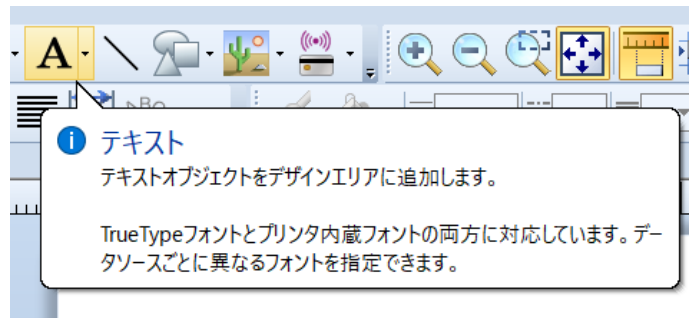 A
テキスト
テキストオブジェクトをデザインエリアに追加します。
TrueTypeフォントとプリンタ内蔵フォントの両方に対応しています。デー
タソースごとに異なるフォントを指定できます。